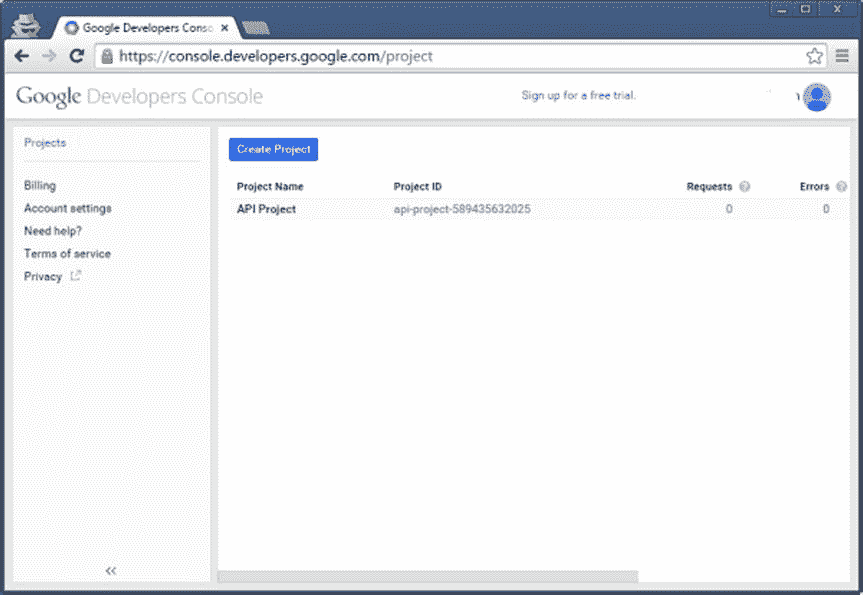 Google Developers Conso
https://console.developers.google.com/project
Google Developers Console
Sign up for a free trial.
Projects
Billing
Account settings
Need help?
Terms of service
Privacy
Create Project
Project Name Project ID Requests ? Errors ?
API Project api-project-589435632025 0 0